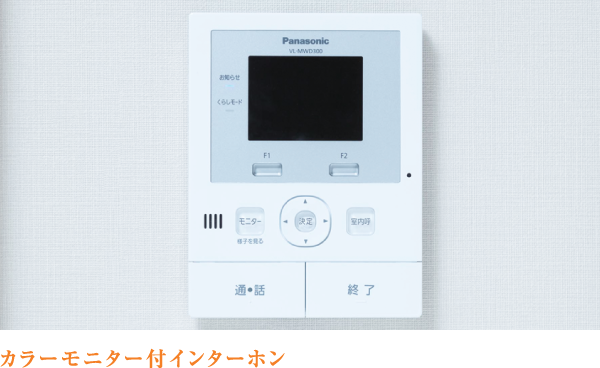 Panasonic
VL-MWD300
お知らせ
くらしモード
F1
F2
モニター
決定
室内呼
様子を見る
通・話
終了
カラーモニター付インターホン